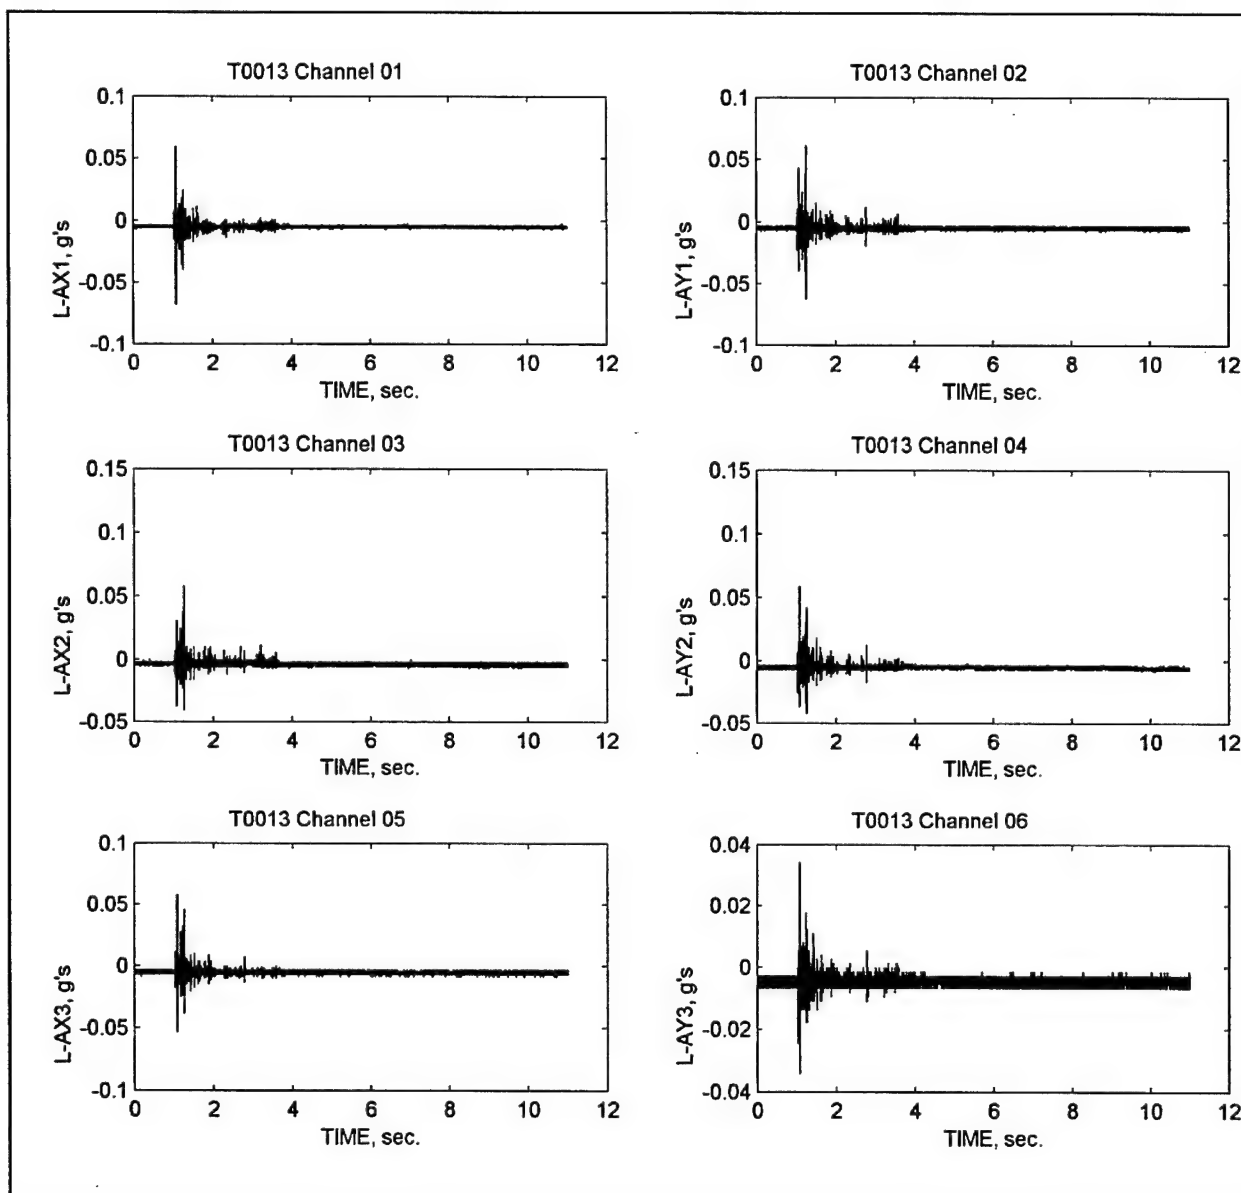 T0013 Channel 01
T0013 Channel 02
0.1
0.05
0
-0.05
-0.1
L-AX1, g's
0 2 4 6 8 10 12
TIME, sec.
0.1
0.05
0
-0.05
-0.1
L-AY1, g's
0 2 4 6 8 10 12
TIME, sec.
T0013 Channel 03
T0013 Channel 04
0.15
0.1
0.05
0
-0.05
L-AX2, g's
0 2 4 6 8 10 12
TIME, sec.
0.15
0.1
0.05
0
-0.05
L-AY2, g's
0 2 4 6 8 10 12
TIME, sec.
T0013 Channel 05
T0013 Channel 06
0.1
0.05
0
-0.05
-0.1
L-AX3, g's
0 2 4 6 8 10 12
TIME, sec.
0.04
0.02
0
-0.02
-0.04
L-AY3, g's
0 2 4 6 8 10 12
TIME, sec.